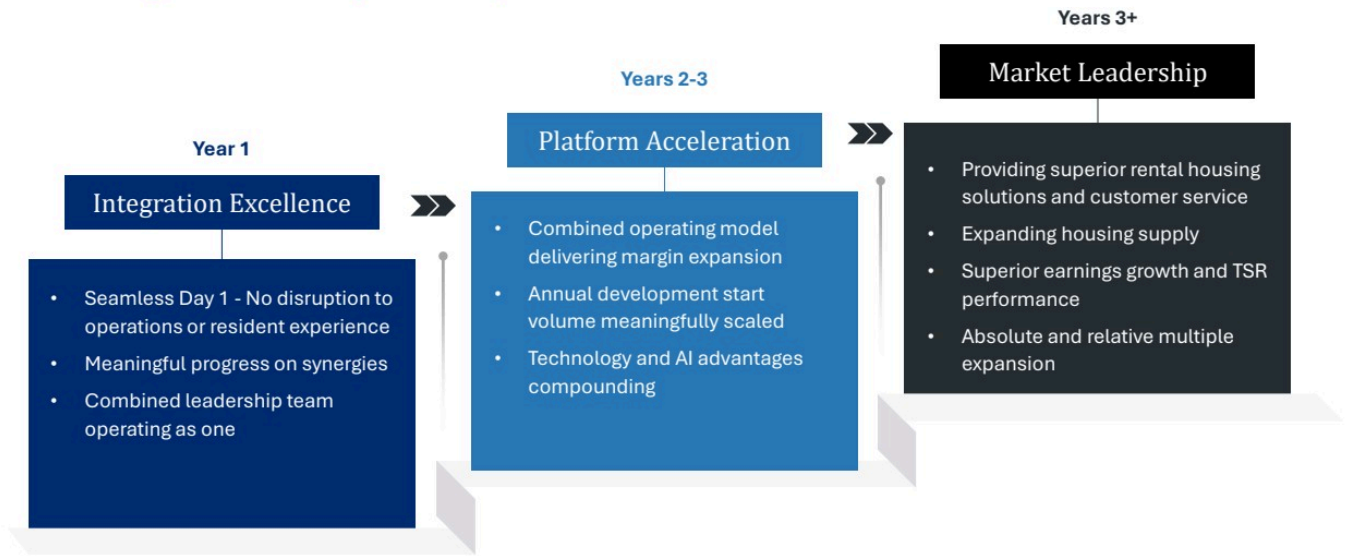 Year 1
Integration Excellence
• Seamless Day 1 - No disruption to
operations or resident experience
• Meaningful progress on synergies
• Combined leadership team
operating as one
Years 2-3
Platform Acceleration
• Combined operating model
delivering margin expansion
• Annual development start
volume meaningfully scaled
• Technology and AI advantages
compounding
Years 3+
Market Leadership
• Providing superior rental housing
solutions and customer service
• Expanding housing supply
• Superior earnings growth and TSR
performance
• Absolute and relative multiple
expansion